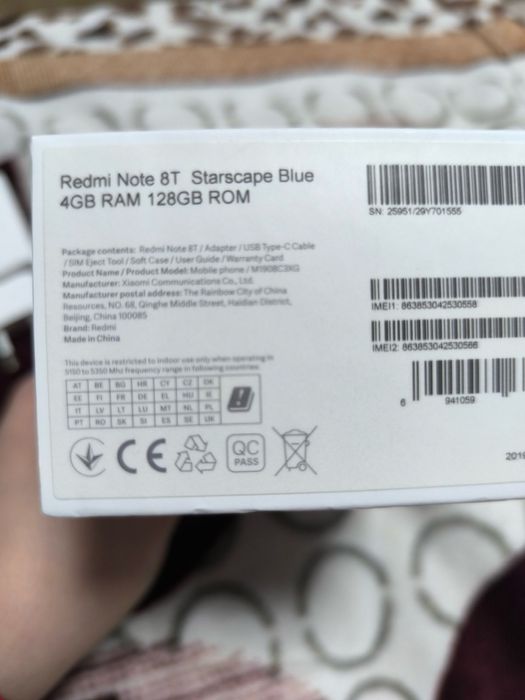 Redmi Note 8T Starscape Blue
4GB RAM 128GB ROM
SN: 25951/29Y701555
Package contents: Redmi Note 8T / Adapter / USB Type-C Cable
/ SIM Eject Tool / Soft Case / User Guide / Warranty Card
Product Name / Product Model: Mobile phone / M1908C3XG
Manufacturer: Xiaomi Communications Co., Ltd.
Manufacturer postal address: The Rainbow City of China
Resources, NO. 68, Qinghe Middle Street, Haidian District,
Beijing, China 100085
Brand: Redmi
Made in China
IMEI1: 863853042530558
IMEI2: 863853042530566
6 941059
This device is restricted to indoor use only when operating in
5150 to 5350 Mhz frequency range in following countries:
AT BE BG HR CY CZ DK
EE FI FR DE EL HU IE
IT LV LT LU MT NL PL
PT RO SK SI ES SE UK
CE
QC
PASS
2019